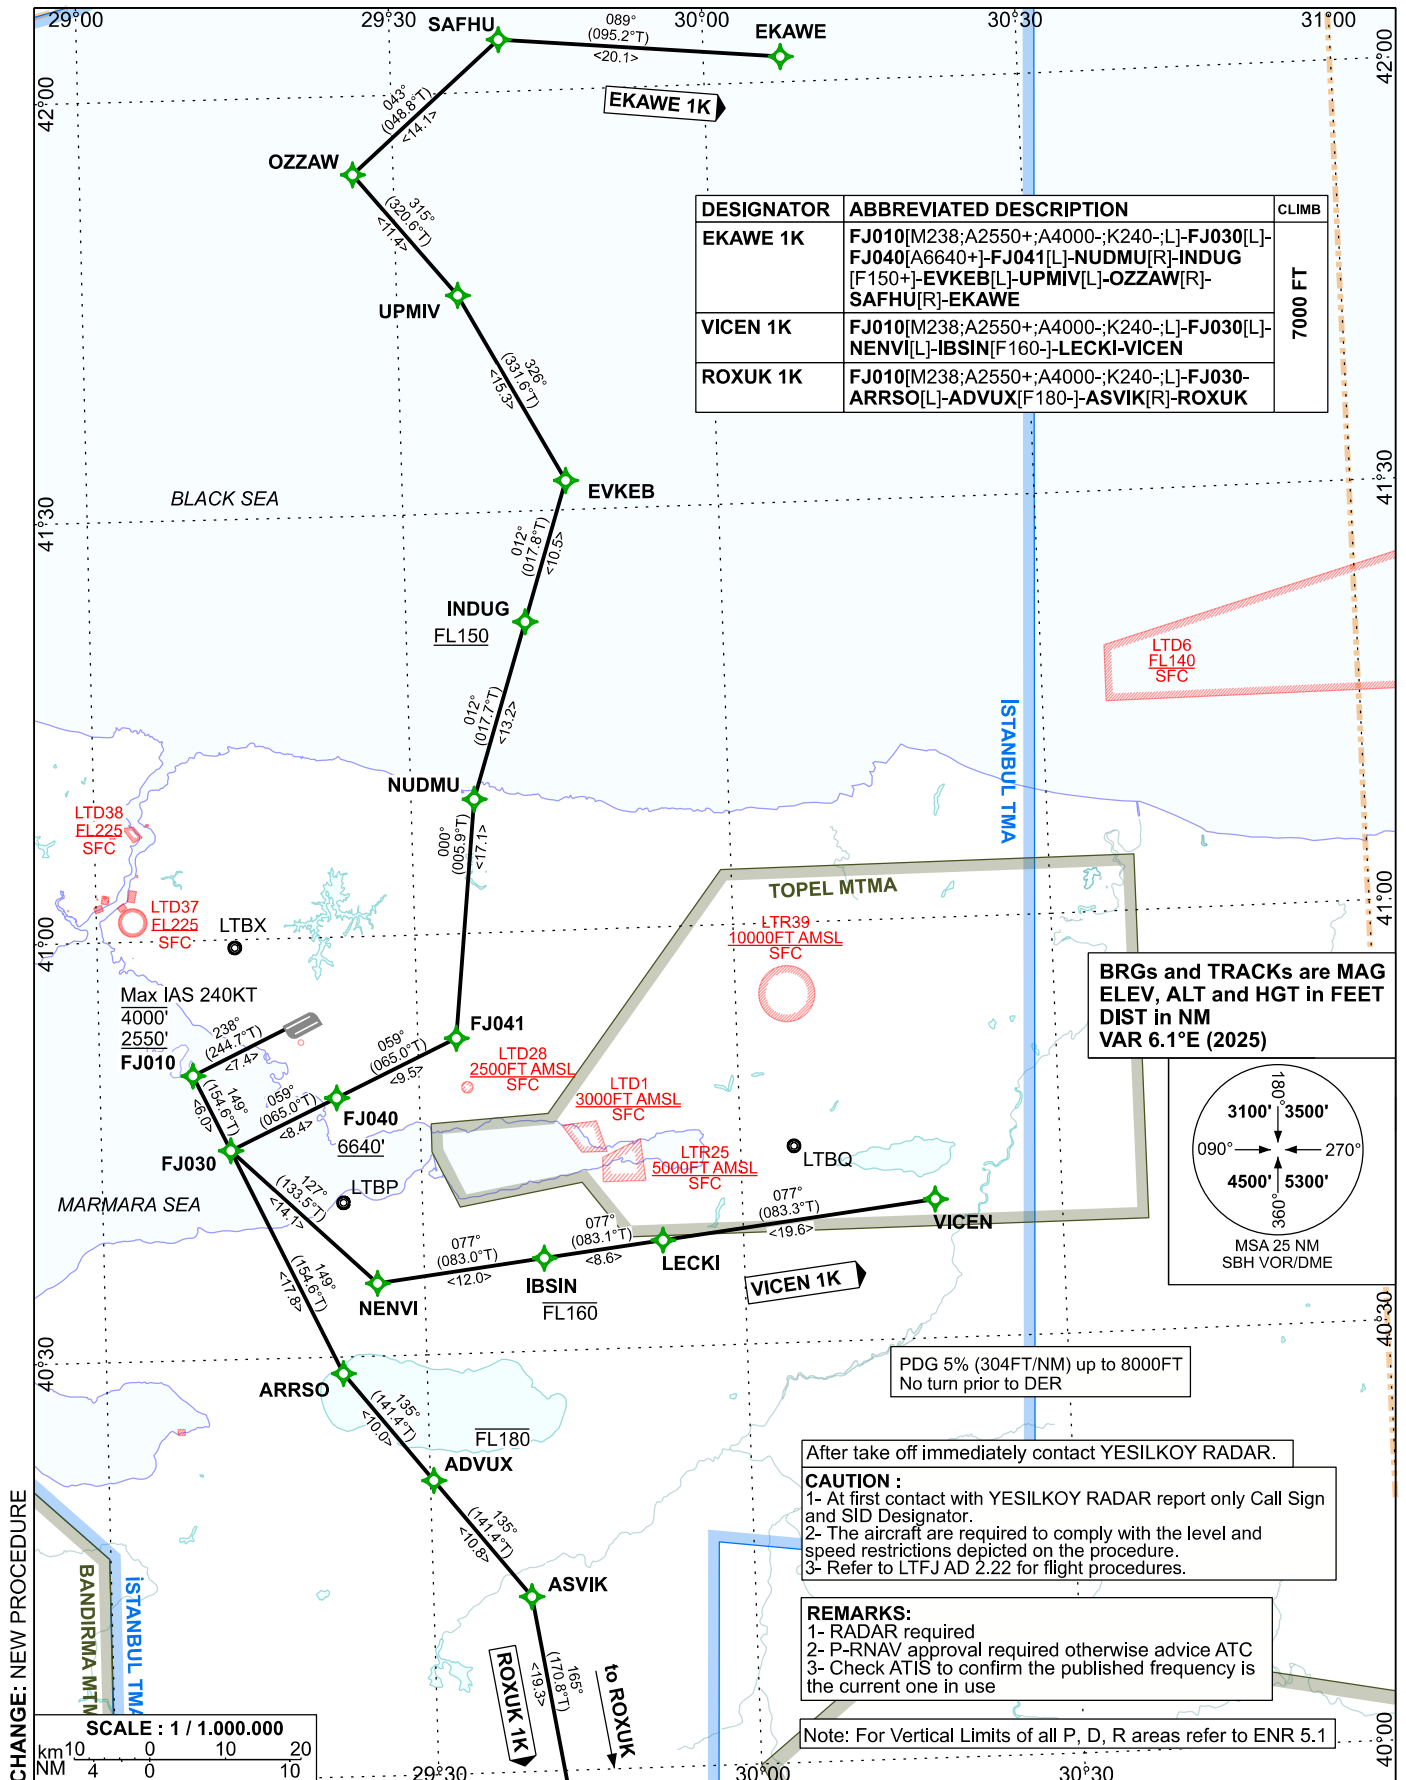 29°00'
29°30'
30°00'
30°30'
31°00'
SAFHU
089°
(095.2°T)
<20.1>
EKAWE
42°00'
42°00'
043°
(048.8°T)
<14.1>
EKAWE 1K
OZZAW
315°
(320.6°T)
<11.4>
DESIGNATOR ABBREVIATED DESCRIPTION CLIMB
EKAWE 1K FJ010[M238;A2550+;A4000-;K240-;L]-FJ030[L]-
FJ040[A6640+]-FJ041[L]-NUDMU[R]-INDUG
[F150+]-EVKEB[L]-UPMIV[L]-OZZAW[R]-
SAFHU[R]-EKAWE
VICEN 1K FJ010[M238;A2550+;A4000-;K240-;L]-FJ030[L]-
NENVI[L]-IBSIN[F160-]-LECKI-VICEN
ROXUK 1K FJ010[M238;A2550+;A4000-;K240-;L]-FJ030-
ARRSO[L]-ADVUX[F180-]-ASVIK[R]-ROXUK
7000 FT
UPMIV
326°
(331.6°T)
<15.3>
BLACK SEA
EVKEB
41°30'
41°30'
012°
(017.8°T)
<10.5>
INDUG
FL150
LTD6
FL140
SFC
012°
(017.7°T)
<13.2>
İSTANBUL TMA
NUDMU
LTD38
FL225
SFC
000°
(005.9°T)
<17.1>
TOPEL MTMA
LTD37
FL225
SFC
LTBX
LTR39
10000FT AMSL
SFC
41°00'
41°00'
BRGs and TRACKs are MAG
ELEV, ALT and HGT in FEET
DIST in NM
VAR 6.1°E (2025)
Max IAS 240KT
4000'
2550'
FJ010
238°
(244.7°T)
<7.4>
FJ041
059°
(065.0°T)
<9.5>
LTD28
2500FT AMSL
SFC
LTD1
3000FT AMSL
SFC
149°
(154.6°T)
<6.0>
059°
(065.0°T)
<8.4>
FJ040
6640'
180°
3100' 3500'
090° 270°
4500' 5300'
360°
MSA 25 NM
SBH VOR/DME
FJ030
LTR25
5000FT AMSL
SFC
LTBQ
MARMARA SEA
127°
(133.5°T)
<14.1>
LTBP
077°
(083.3°T)
<19.6>
VICEN
077°
(083.1°T)
<8.6>
077°
(083.0°T)
<12.0>
LECKI
IBSIN
FL160
NENVI
VICEN 1K
149°
(154.6°T)
<17.8>
40°30'
40°30'
PDG 5% (304FT/NM) up to 8000FT
No turn prior to DER
ARRSO
135°
(141.4°T)
<10.0>
FL180
ADVUX
After take off immediately contact YESILKOY RADAR.
CAUTION :
1- At first contact with YESILKOY RADAR report only Call Sign
and SID Designator.
2- The aircraft are required to comply with the level and
speed restrictions depicted on the procedure.
3- Refer to LTFJ AD 2.22 for flight procedures.
135°
(141.4°T)
<10.8>
ASVIK
REMARKS:
1- RADAR required
2- P-RNAV approval required otherwise advice ATC
3- Check ATIS to confirm the published frequency is
the current one in use
BANDIRMA MTM
İSTANBUL TMA
CHANGE: NEW PROCEDURE
ROXUK 1K
165°
(170.8°T)
<19.3>
to ROXUK
Note: For Vertical Limits of all P, D, R areas refer to ENR 5.1
40°00'
SCALE : 1 / 1.000.000
km 10 0 10 20
NM 4 0 10
29°30'
30°00'
30°30'